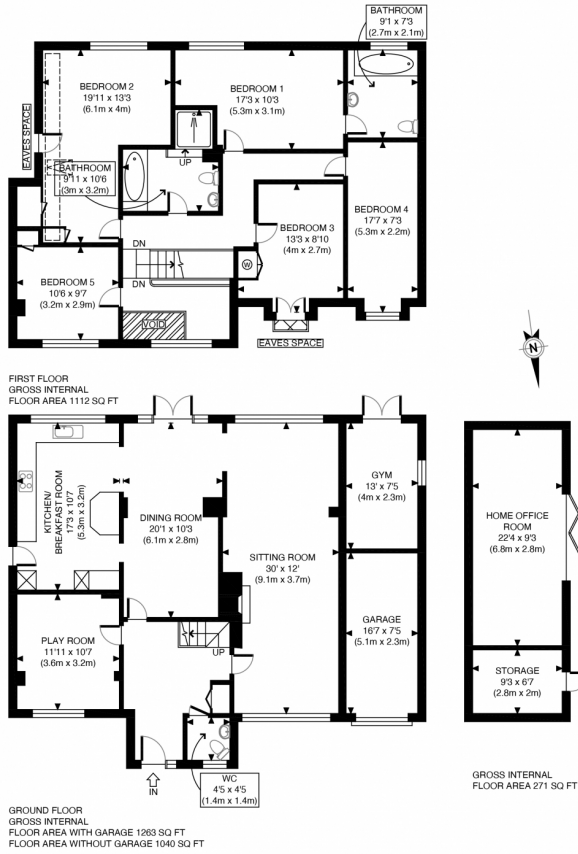 BATHROOM
9'1 x 7'3
(2.7m x 2.1m)
BEDROOM 2
19'11 x 13'3
(6.1m x 4m)
BEDROOM 1
17'3 x 10'3
(5.3m x 3.1m)
EAVES SPACE
BATHROOM
9'11 x 10'6
(3m x 3.2m)
UP
BEDROOM 4
17'7 x 7'3
(5.3m x 2.2m)
BEDROOM 3
13'3 x 8'10
(4m x 2.7m)
DN
W
DN
BEDROOM 5
10'6 x 9'7
(3.2m x 2.9m)
VOID
EAVES SPACE
FIRST FLOOR
GROSS INTERNAL
FLOOR AREA 1112 SQ FT
N
KITCHEN/
BREAKFAST ROOM
17'3 x 10'7
(5.3m x 3.2m)
DINING ROOM
20'1 x 10'3
(6.1m x 2.8m)
SITTING ROOM
30' x 12'
(9.1m x 3.7m)
GYM
13' x 7'5
(4m x 2.3m)
HOME OFFICE
ROOM
22'4 x 9'3
(6.8m x 2.8m)
PLAY ROOM
11'11 x 10'7
(3.6m x 3.2m)
UP
GARAGE
16'7 x 7'5
(5.1m x 2.3m)
STORAGE
9'3 x 6'7
(2.8m x 2m)
IN
WC
4'5 x 4'5
(1.4m x 1.4m)
GROSS INTERNAL
FLOOR AREA 271 SQ FT
GROUND FLOOR
GROSS INTERNAL
FLOOR AREA WITH GARAGE 1263 SQ FT
FLOOR AREA WITHOUT GARAGE 1040 SQ FT